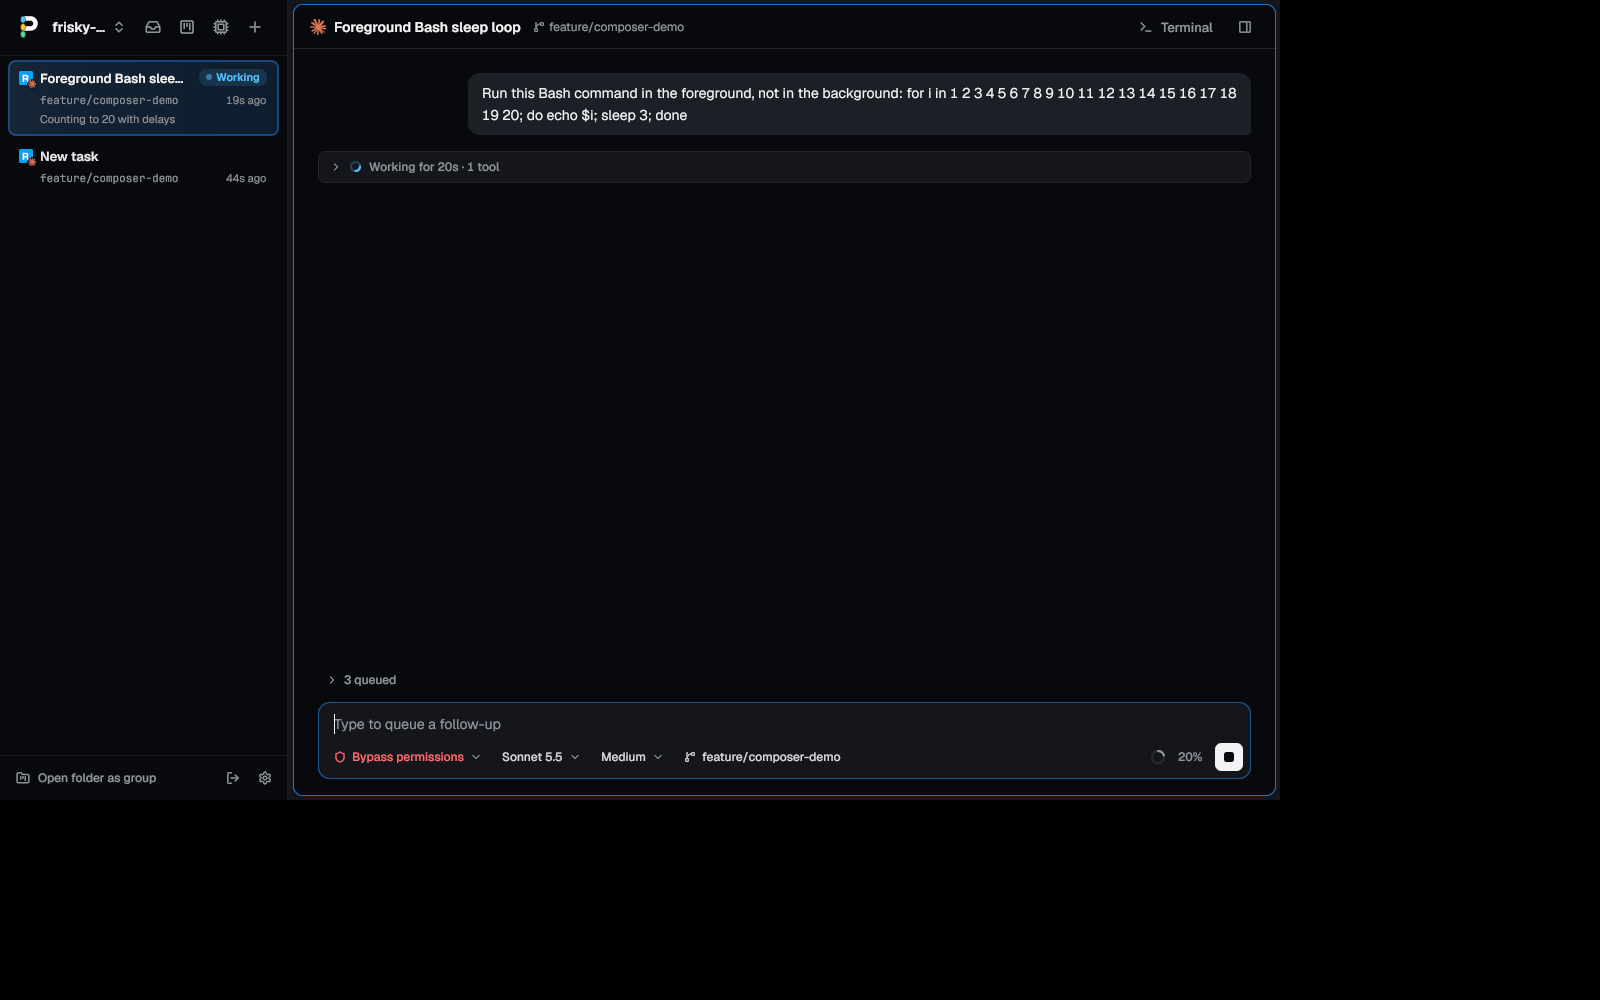 frisky-...
Foreground Bash slee...
Working
feature/composer-demo
19s ago
Counting to 20 with delays
New task
feature/composer-demo
44s ago
Open folder as group
Foreground Bash sleep loop
feature/composer-demo
Terminal
Run this Bash command in the foreground, not in the background: for i in 1 2 3 4 5 6 7 8 9 10 11 12 13 14 15 16 17 18
19 20; do echo $i; sleep 3; done
Working for 20s · 1 tool
3 queued
Type to queue a follow-up
Bypass permissions
Sonnet 5.5
Medium
feature/composer-demo
20%